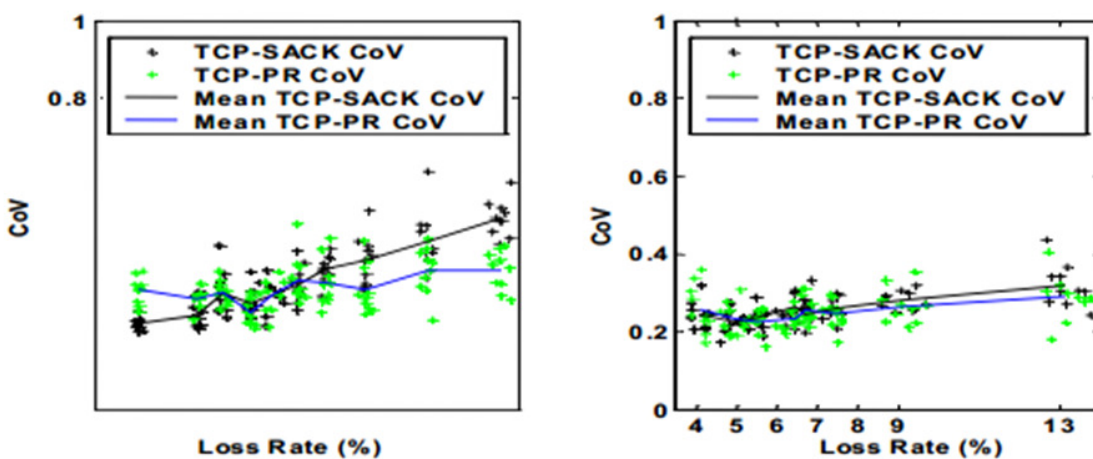 1
0.8
TCP-SACK CoV
TCP-PR CoV
Mean TCP-SACK CoV
Mean TCP-PR CoV
CoV
Loss Rate (%)
1
0.8
0.6
0.4
0.2
0
TCP-SACK CoV
TCP-PR CoV
Mean TCP-SACK CoV
Mean TCP-PR CoV
CoV
4 5 6 7 8 9 13
Loss Rate (%)